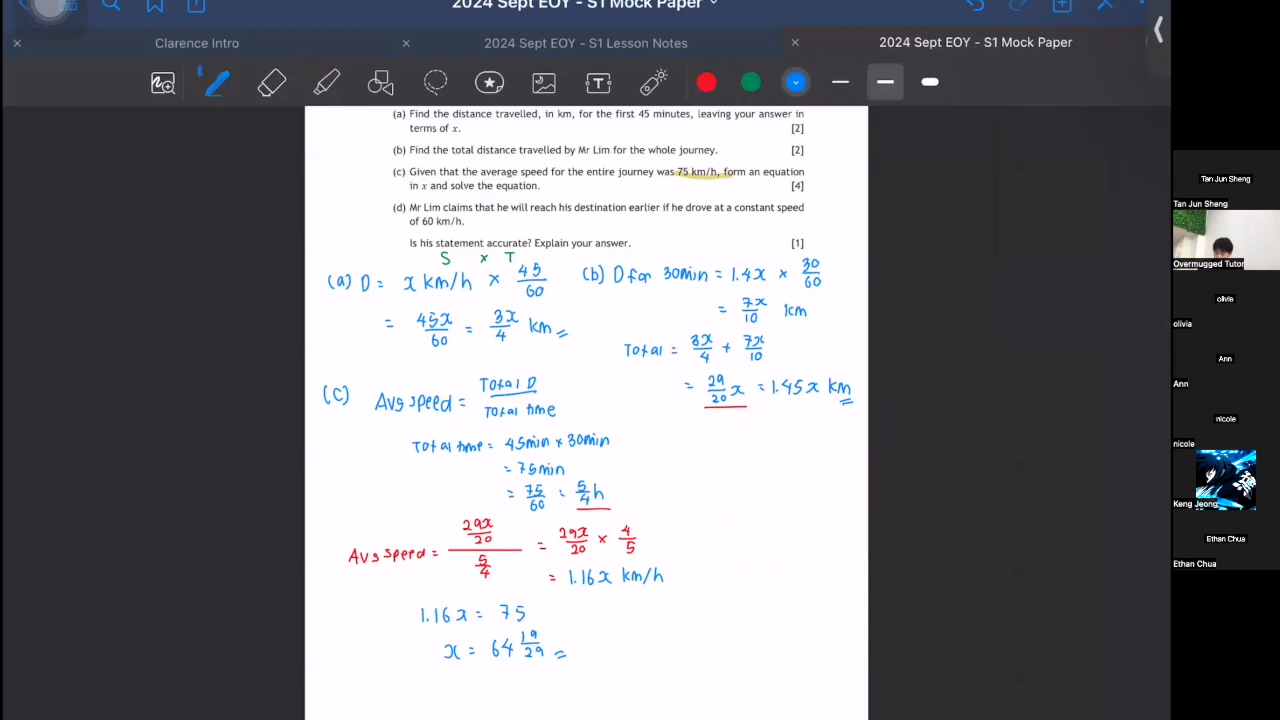 2024 Sept EOY - S1 Mock Paper
Clarence Intro
2024 Sept EOY - S1 Lesson Notes
2024 Sept EOY - S1 Mock Paper
(a) Find the distance travelled, in km, for the first 45 minutes, leaving your answer in
terms of x. [2]
(b) Find the total distance travelled by Mr Lim for the whole journey. [2]
(c) Given that the average speed for the entire journey was 75 km/h, form an equation
in x and solve the equation. [4]
(d) Mr Lim claims that he will reach his destination earlier if he drove at a constant speed
of 60 km/h.
Is his statement accurate? Explain your answer. [1]
S × T
(a) D = x km/h × 45/60
= 45x/60 = 3x/4 km
(b) D for 30min = 1.4x × 30/60
= 7x/10 km
Total = 3x/4 + 7x/10
= 29/20 x = 1.45x km
(C) Avg speed = Total D/Total time
Total time = 45min × 30min
= 75min
= 75/60 = 5/4 h
Avg speed = 29x/20 / 5/4 = 29x/20 × 4/5
= 1.16x km/h
1.16x = 75
x = 64 19/29 =
Tan Jun Sheng
Tan Jun Sheng
Overmugged Tutor
olivia
olivia
Ann
Ann
nicole
nicole
Keng Jeong
Ethan Chua
Ethan Chua